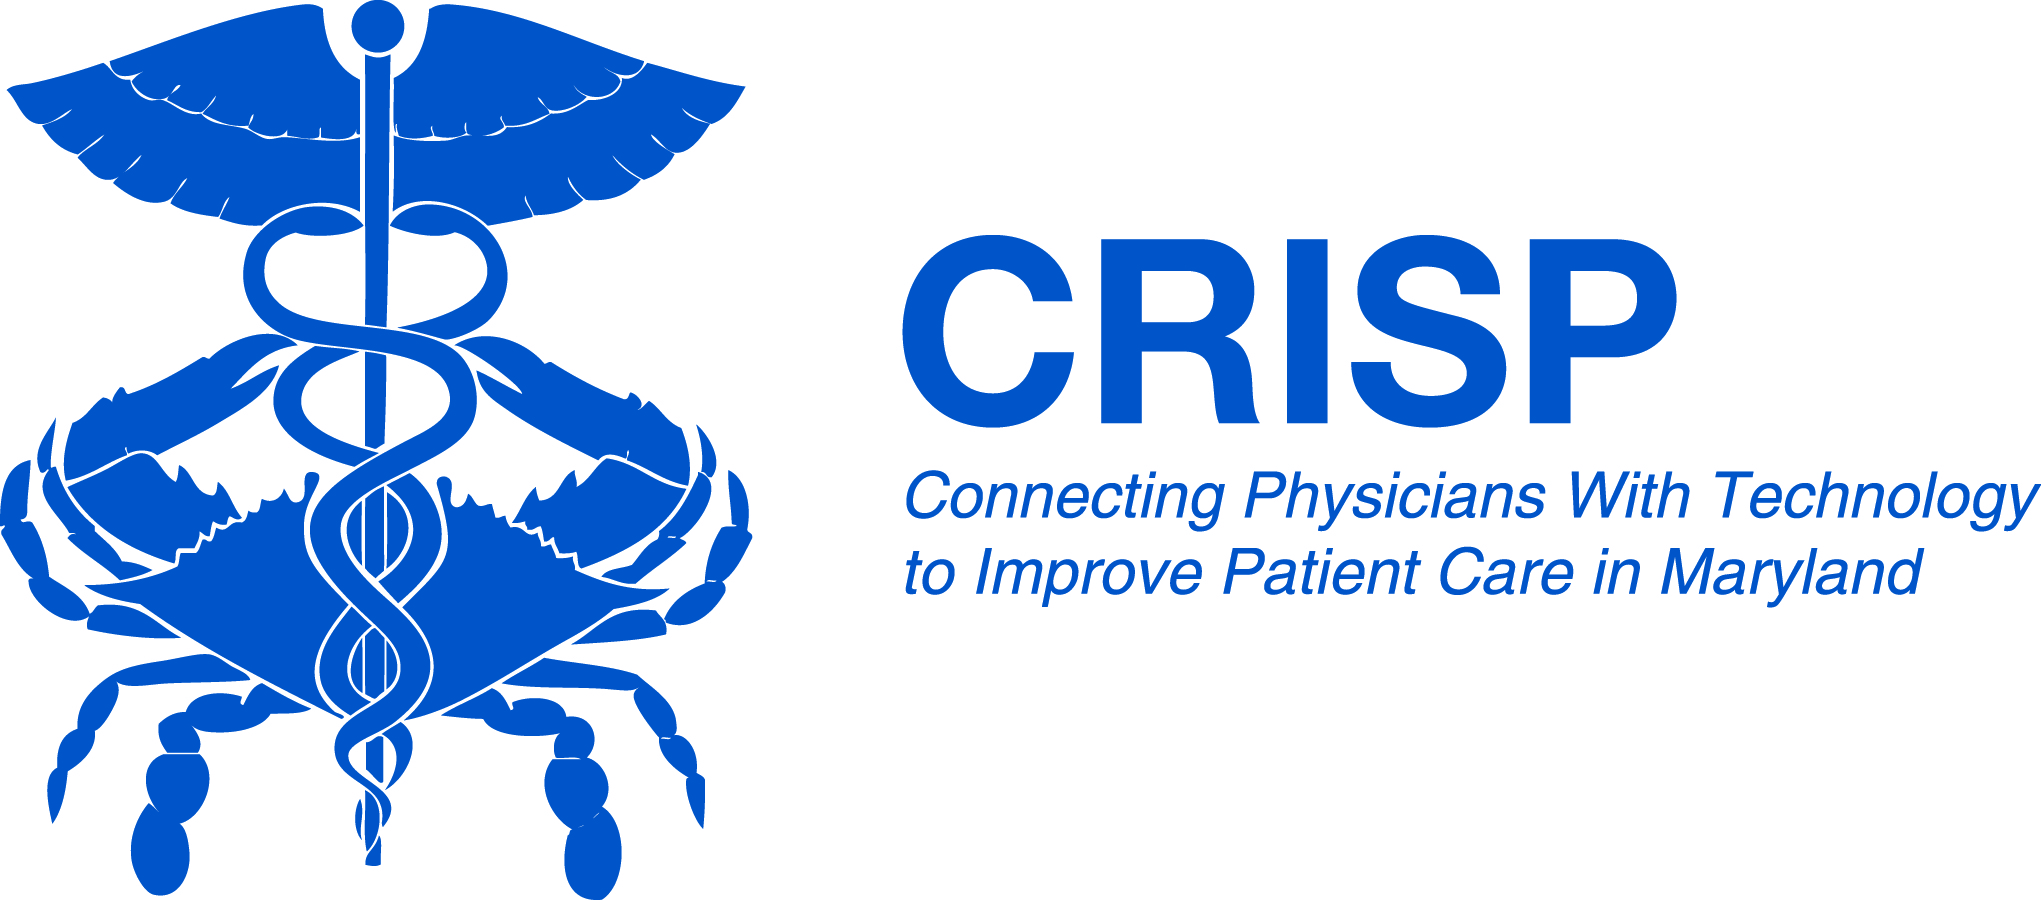 CRISP
Connecting Physicians With Technology
to Improve Patient Care in Maryland